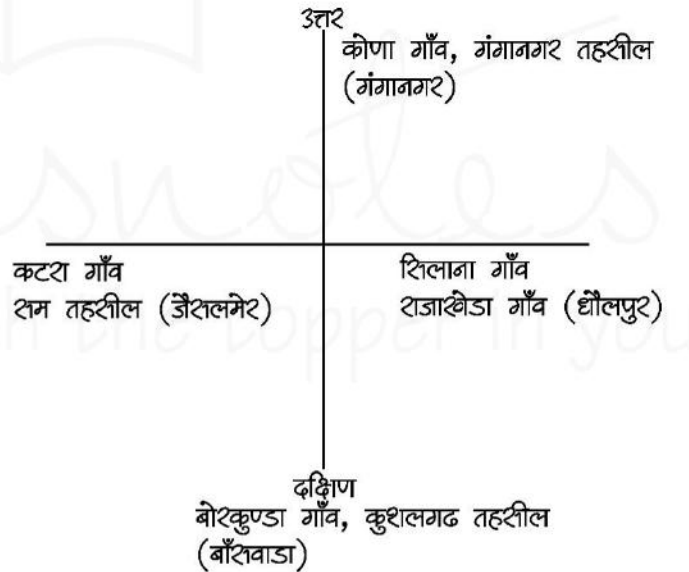 उत्तर
कोणा गाँव, गंगानगर तहसील
(गंगानगर)
कटरा गाँव
सम तहसील (जैसलमेर)
सिलाना गाँव
राजाखेडा गाँव (धौलपुर)
दक्षिण
बोरकुण्डा गाँव, कुशलगढ तहसील
(बाँसवाडा)